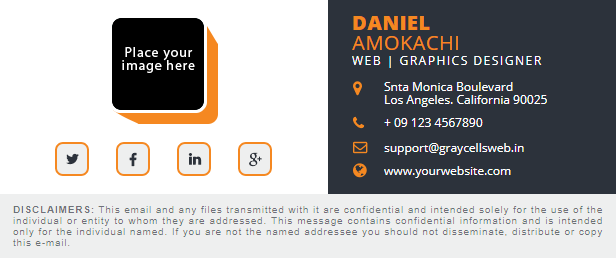 Place your
image here
DANIEL
AMOKACHI
WEB | GRAPHICS DESIGNER
Snta Monica Boulevard
Los Angeles. California 90025
+ 09 123 4567890
support@graycellsweb.in
www.yourwebsite.com
f
in
g+
DISCLAIMERS: This email and any files transmitted with it are confidential and intended solely for the use of the
individual or entity to whom they are addressed. This message contains confidential information and is intended
only for the individual named. If you are not the named addressee you should not disseminate, distribute or copy
this e-mail.